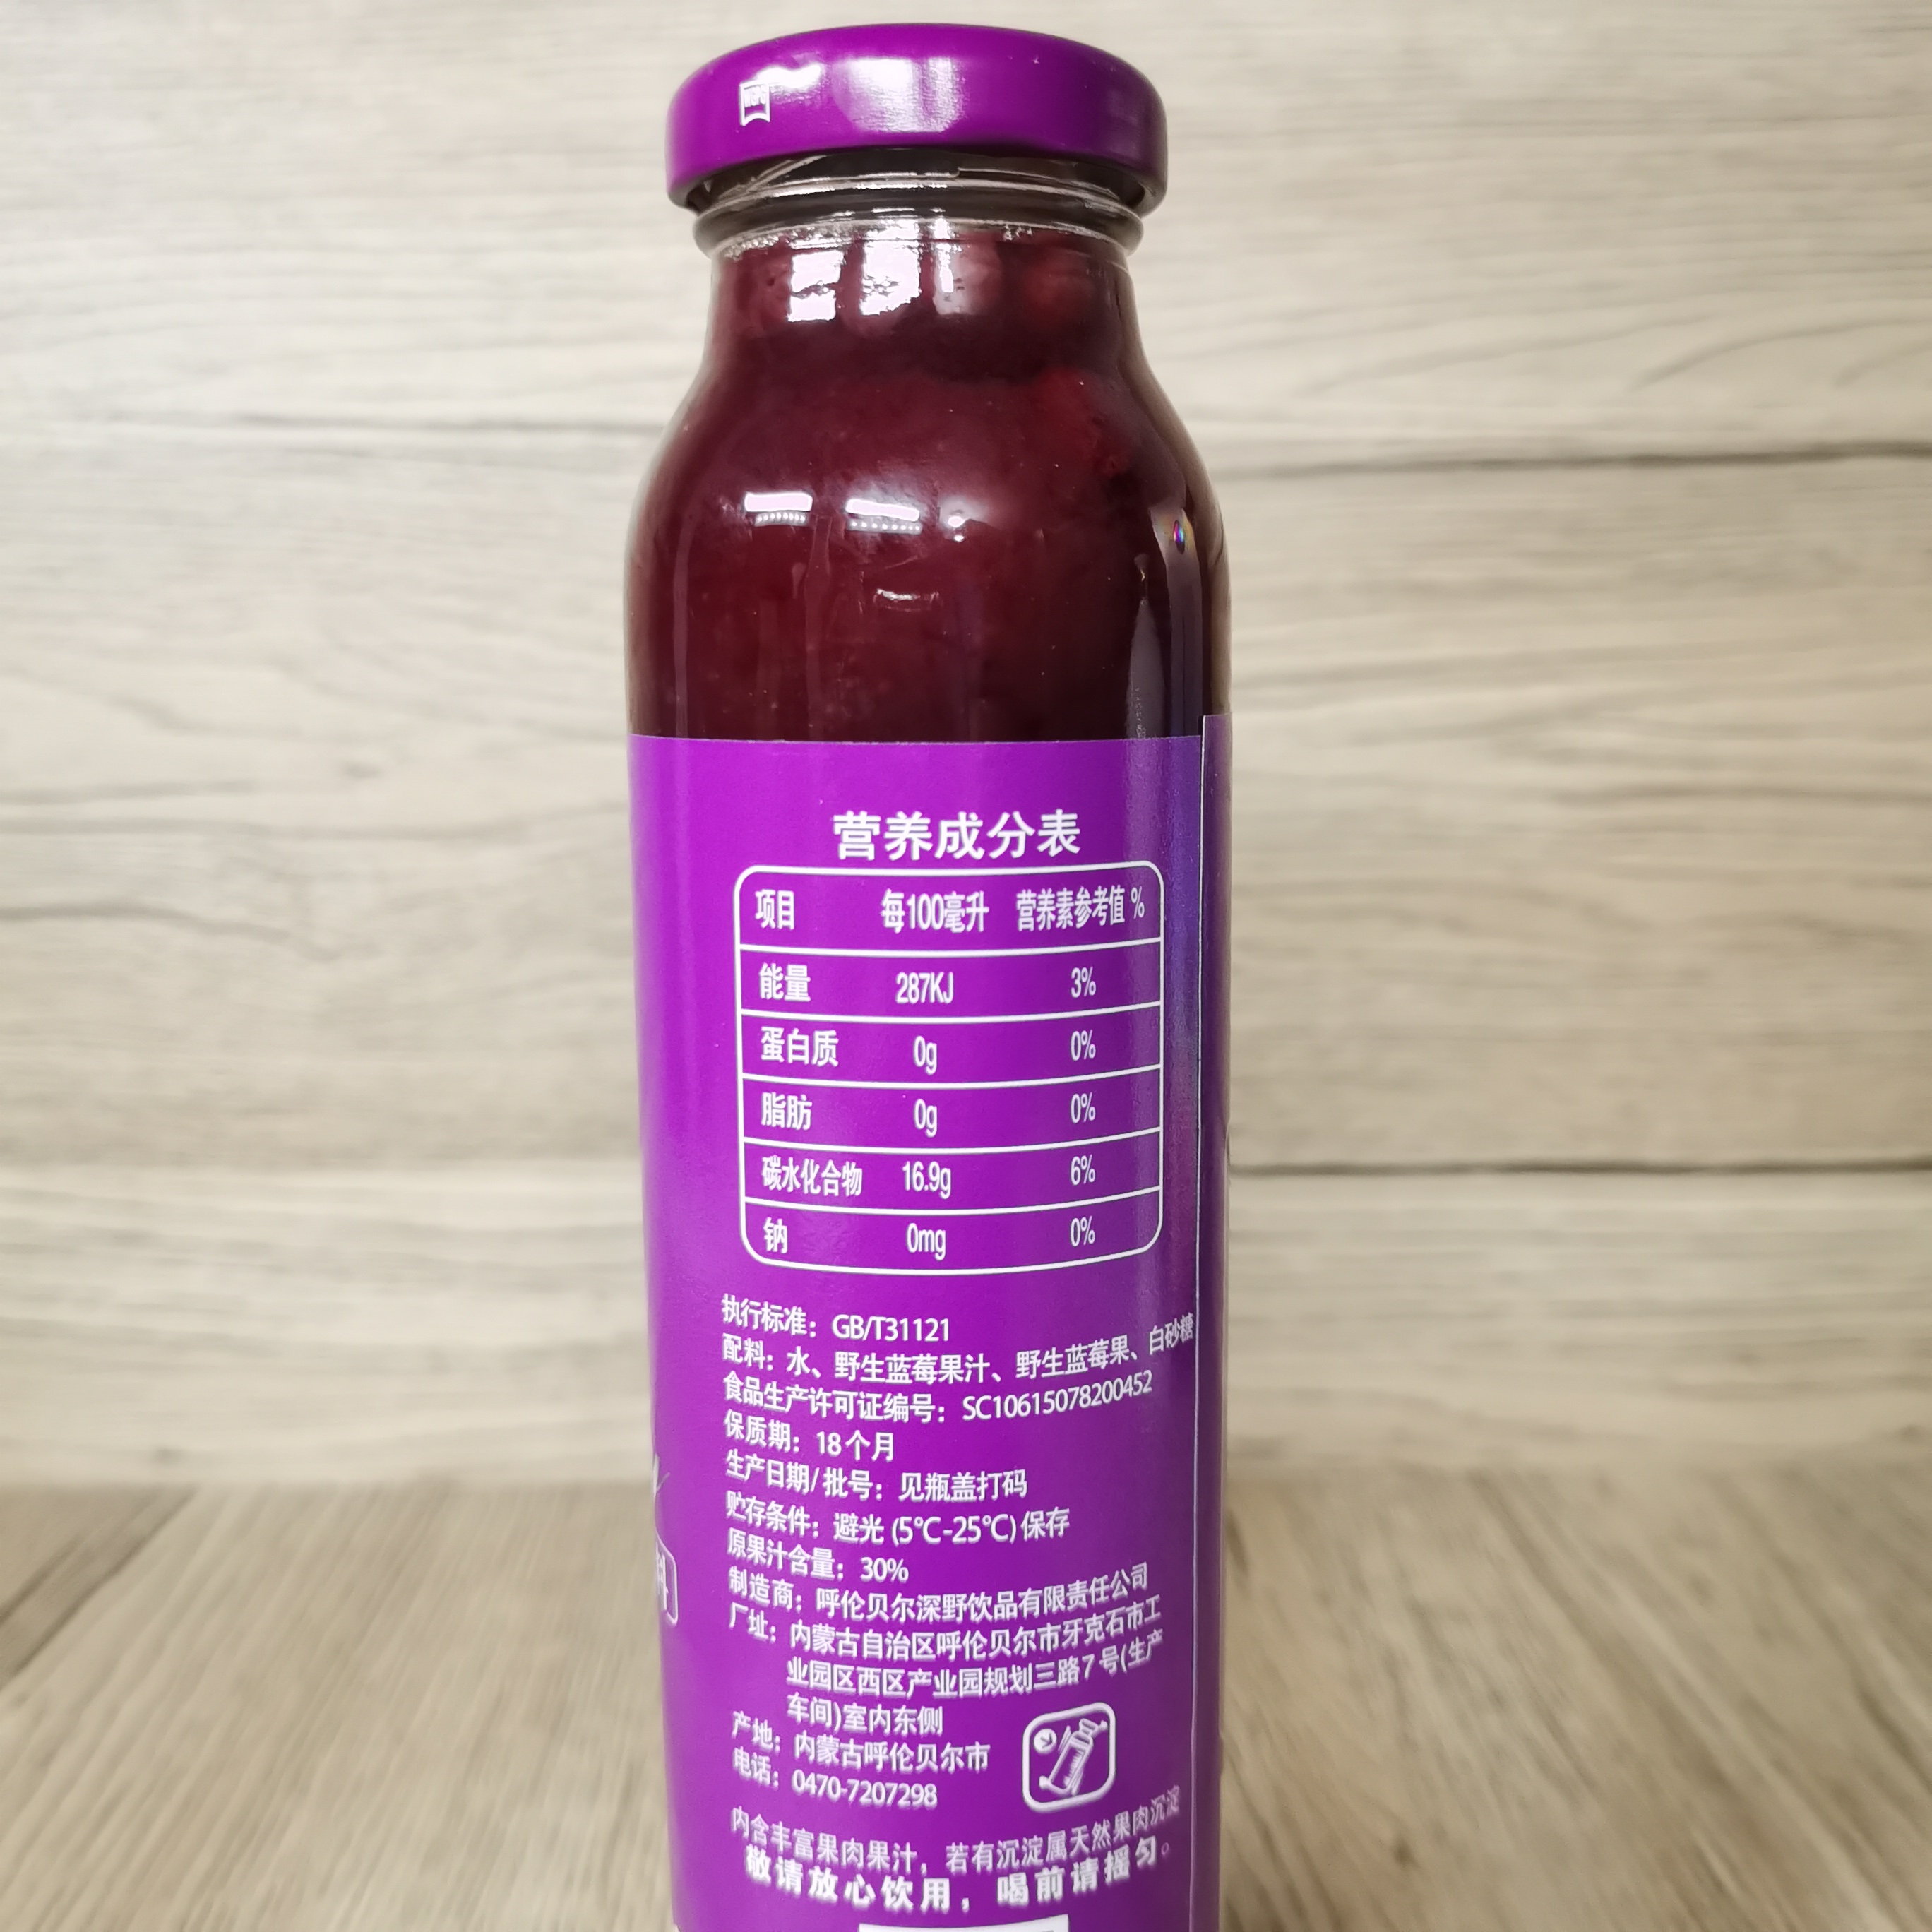 营养成分表
项目 每100毫升 营养素参考值 %
能量 287KJ 3%
蛋白质 0g 0%
脂肪 0g 0%
碳水化合物 16.9g 6%
钠 0mg 0%
执行标准：GB/T31121
配料：水、野生蓝莓果汁、野生蓝莓果、白砂糖
食品生产许可证编号：SC10615078200452
保质期：18个月
生产日期/批号：见瓶盖打码
贮存条件：避光 (5℃-25℃)保存
原果汁含量：30%
制造商：呼伦贝尔深野饮品有限责任公司
厂址：内蒙古自治区呼伦贝尔市牙克石市工
业园区西区产业园规划三路7号(生产
车间)室内东侧
产地：内蒙古呼伦贝尔市
电话：0470-7207298
内含丰富果肉果汁，若有沉淀属天然果肉沉淀
敬请放心饮用，喝前请摇匀。